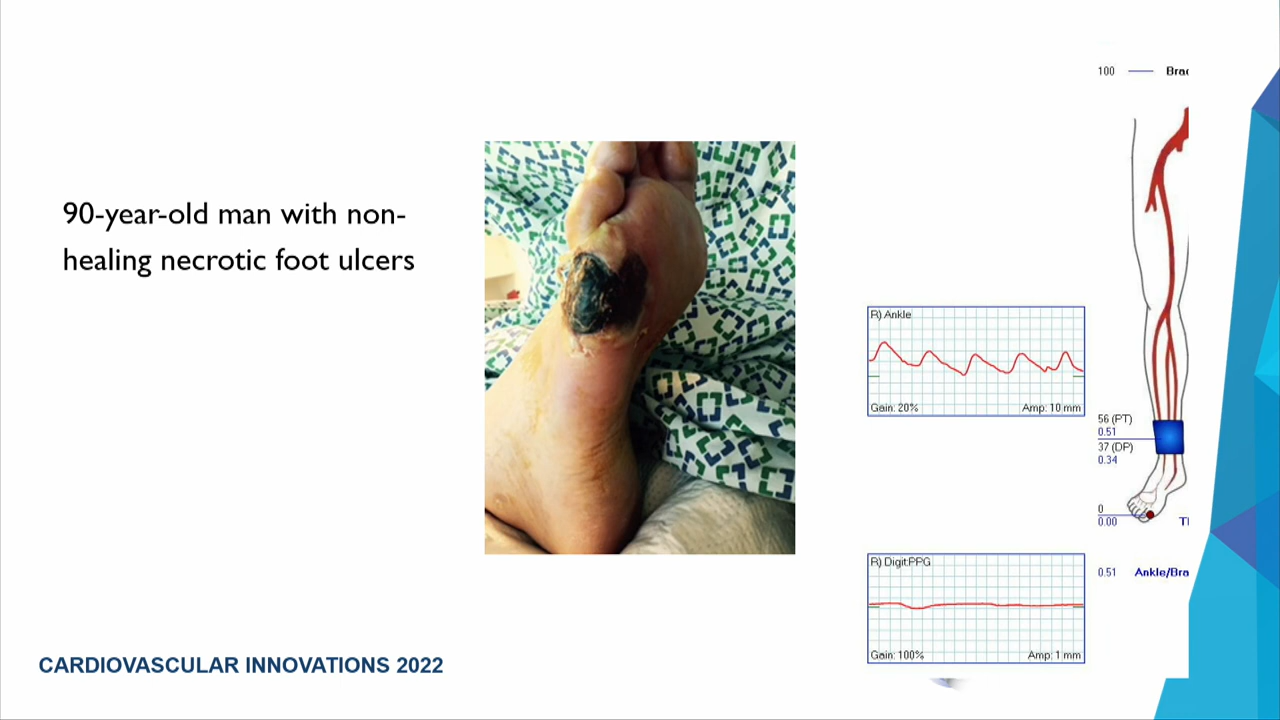 90-year-old man with non-
healing necrotic foot ulcers
100
R) Ankle
Gain: 20%
Amp: 10 mm
56 (PT)
0.51
37 (DP)
0.34
0
0.00
R) Digit PPG
Gain: 100%
Amp: 1 mm
0.51
Ankle/Bra
CARDIOVASCULAR INNOVATIONS 2022